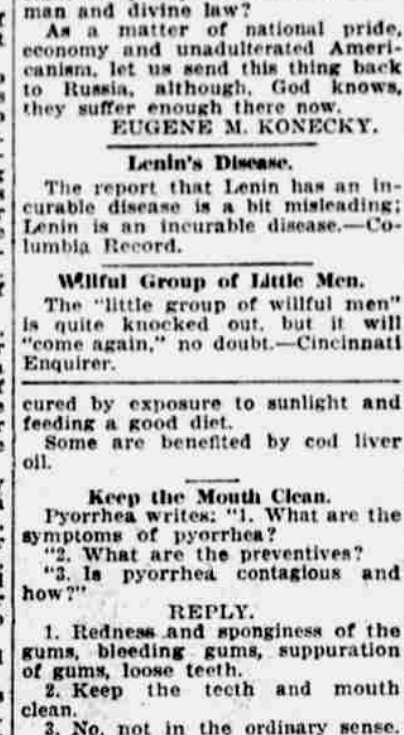 man and divine law?
As a matter of national pride,
economy and unadulterated Ameri-
canism, let us send this thing back
to Russia, although, God knows,
they suffer enough there now.
EUGENE M. KONECKY.
Lenin's Disease.
The report that Lenin has an in-
curable disease is a bit misleading;
Lenin is an incurable disease.—Co-
lumbia Record.
Willful Group of Little Men.
The "little group of willful men"
is quite knocked out, but it will
"come again," no doubt.—Cincinnati
Enquirer.
cured by exposure to sunlight and
feeding a good diet.
Some are benefited by cod liver
oil.
Keep the Mouth Clean.
Pyorrhea writes: "1. What are the
symptoms of pyorrhea?
"2. What are the preventives?
"3. Is pyorrhea contagious and
how?"
REPLY.
1. Redness and sponginess of the
gums, bleeding gums, suppuration
of gums, loose teeth.
2. Keep the teeth and mouth
clean.
3. No, not in the ordinary sense.